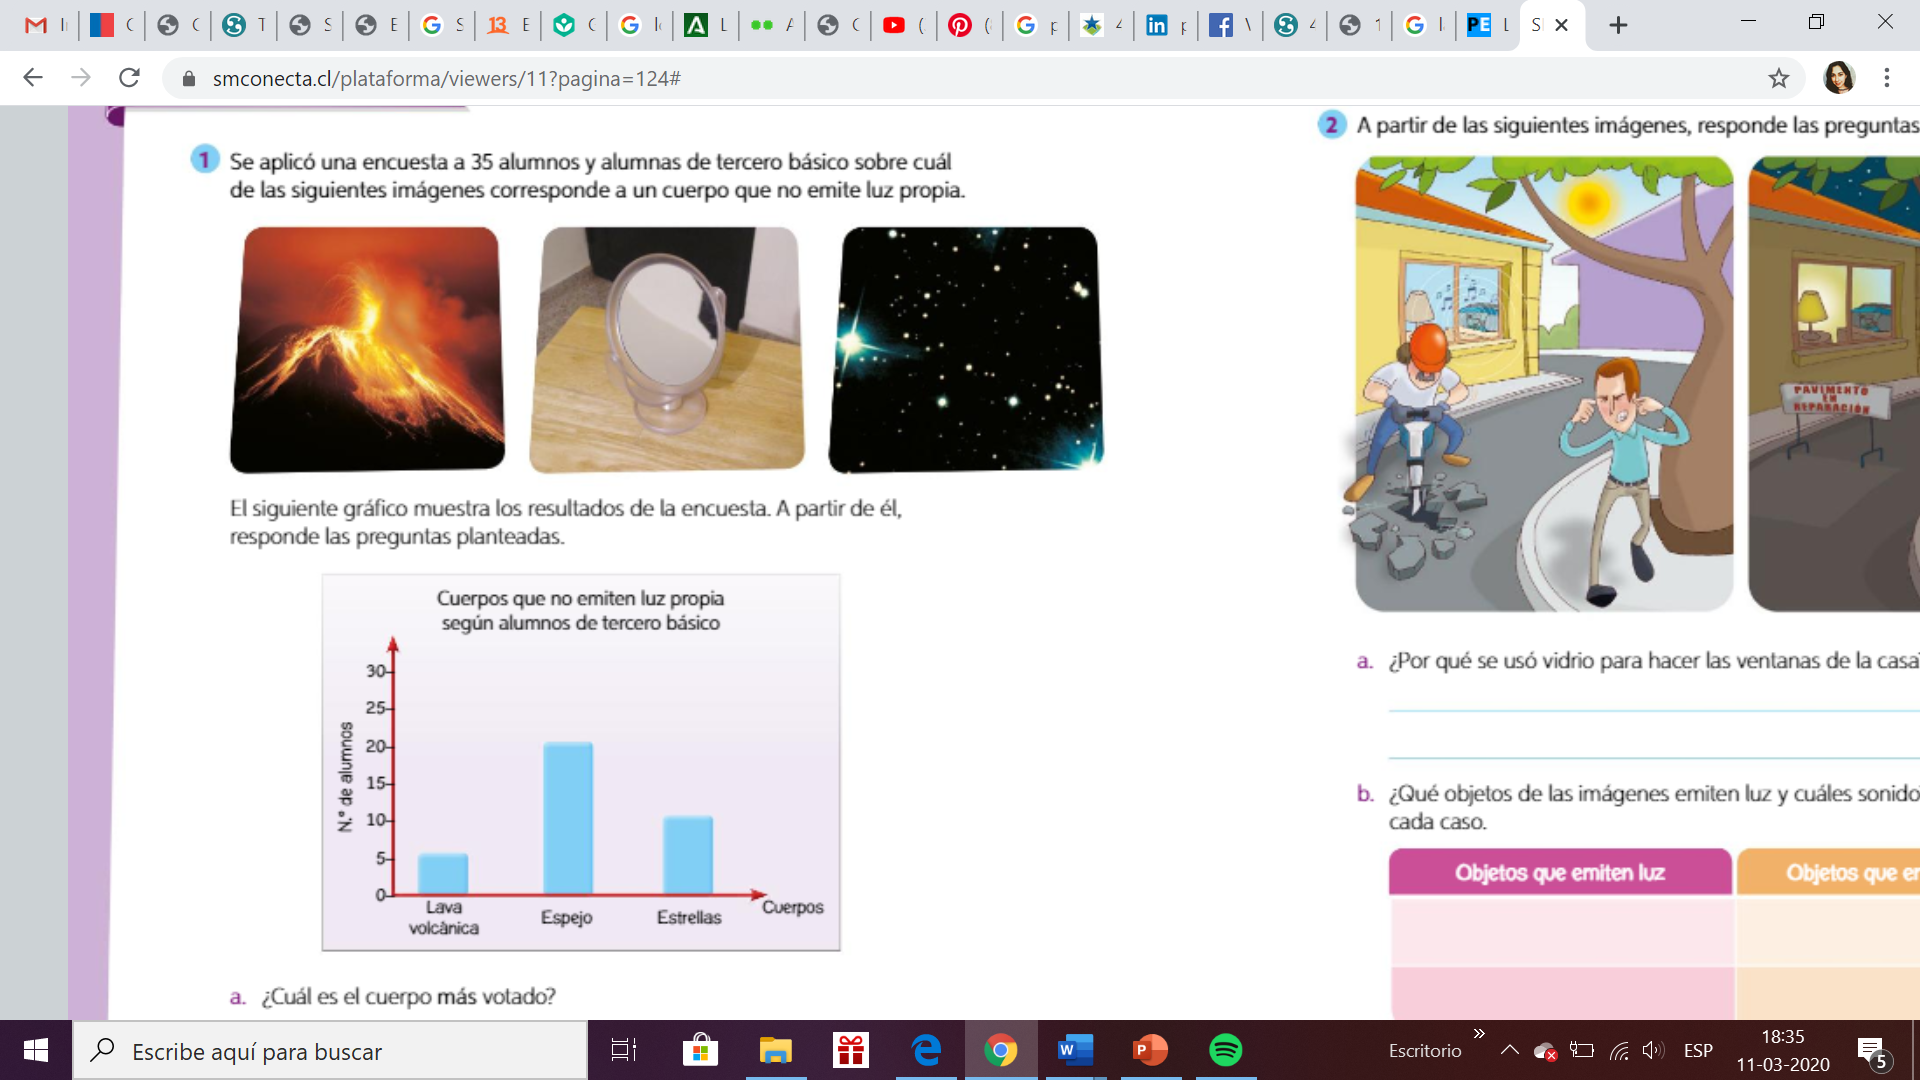 smconecta.cl/plataforma/viewers/11?pagina=124#
1 Se aplicó una encuesta a 35 alumnos y alumnas de tercero básico sobre cuál
de las siguientes imágenes corresponde a un cuerpo que no emite luz propia.
El siguiente gráfico muestra los resultados de la encuesta. A partir de él,
responde las preguntas planteadas.
Cuerpos que no emiten luz propia
según alumnos de tercero básico
N.º de alumnos
30
25
20
15
10
5
0
Lava
volcànica
Espejo
Estrellas
Cuerpos
a. ¿Cuál es el cuerpo más votado?
2 A partir de las siguientes imágenes, responde las preguntas
PAVIMENTO
EN
REPARACIÓN
a. ¿Por qué se usó vidrio para hacer las ventanas de la casa
b. ¿Qué objetos de las imágenes emiten luz y cuáles sonido
cada caso.
Objetos que emiten luz
Objetos que
Escribe aquí para buscar
Escritorio
ESP
18:35
11-03-2020
5